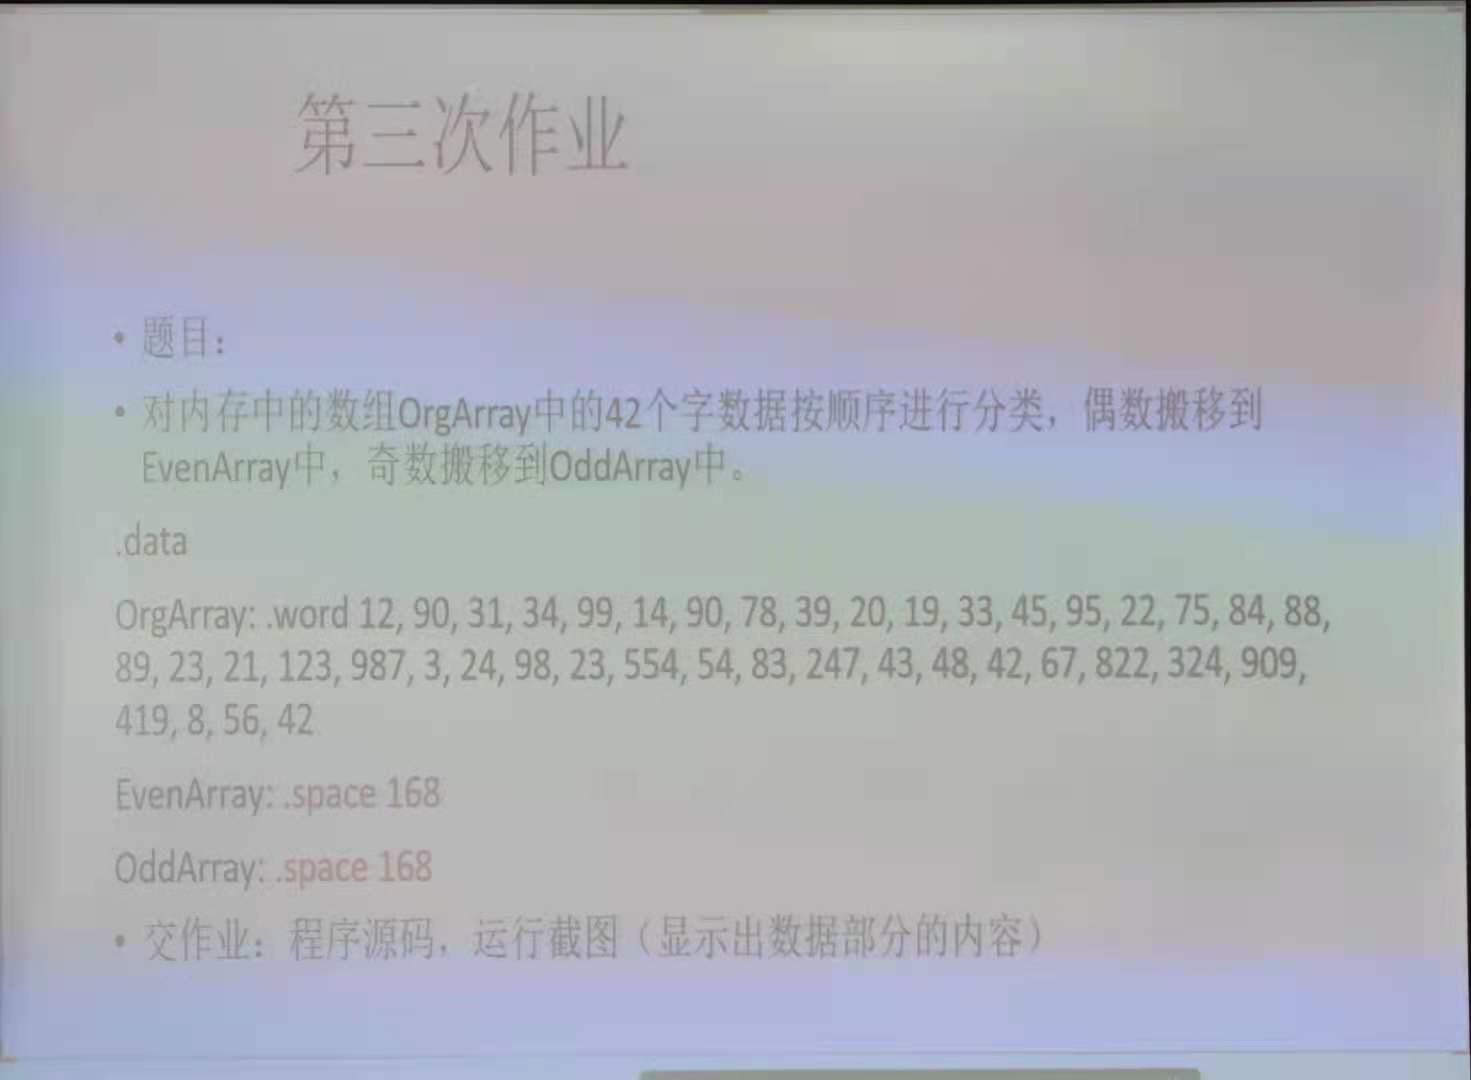 第三次作业
• 题目：
• 对内存中的数组OrgArray中的42个字数据按顺序进行分类，偶数搬移到
EvenArray中，奇数搬移到OddArray中。
.data
OrgArray: .word 12, 90, 31, 34, 99, 14, 90, 78, 39, 20, 19, 33, 45, 95, 22, 75, 84, 88,
89, 23, 21, 123, 987, 3, 24, 98, 23, 554, 54, 83, 247, 43, 48, 42, 67, 822, 324, 909,
419, 8, 56, 42
EvenArray: .space 168
OddArray: .space 168
• 交作业：程序源码，运行截图（显示出数据部分的内容）